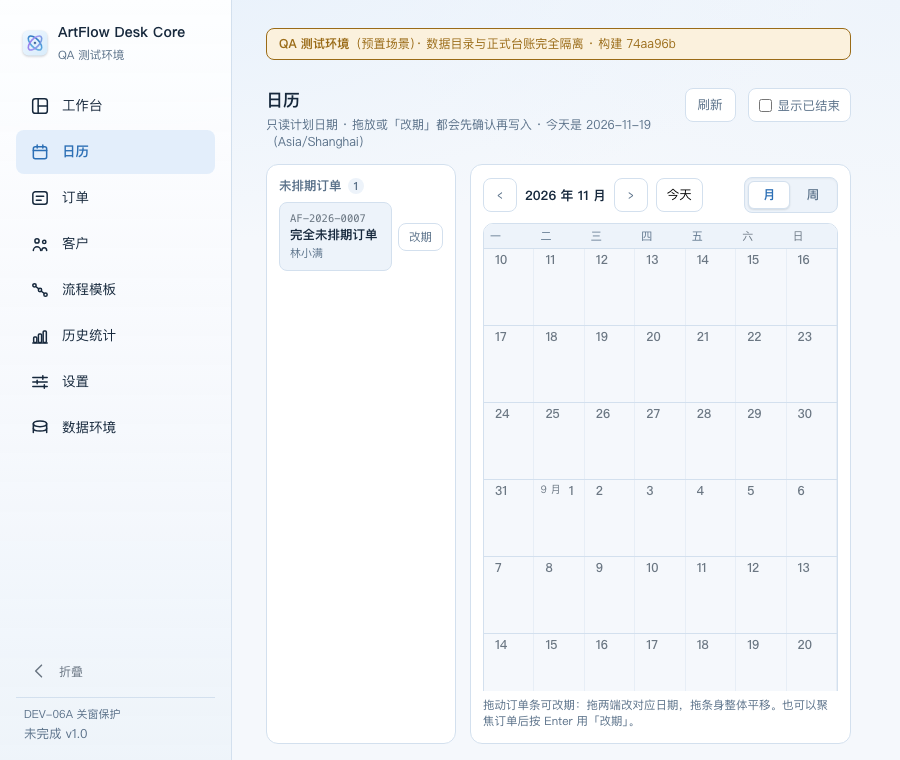 ArtFlow Desk Core
QA 测试环境
工作台
日历
订单
客户
流程模板
历史统计
设置
数据环境
折叠
DEV-06A 关窗保护
未完成 v1.0
QA 测试环境（预置场景）· 数据目录与正式台账完全隔离 · 构建 74aa96b
日历
只读计划日期 · 拖放或「改期」都会先确认再写入 · 今天是 2026-11-19
（Asia/Shanghai）
刷新
显示已结束
未排期订单 1
AF-2026-0007
完全未排期订单
林小满
改期
‹ 2026 年 11 月 › 今天 月 周
一 二 三 四 五 六 日
10 11 12 13 14 15 16
17 18 19 20 21 22 23
24 25 26 27 28 29 30
31 9 月 1 2 3 4 5 6
7 8 9 10 11 12 13
14 15 16 17 18 19 20
拖动订单条可改期：拖两端改对应日期，拖条身整体平移。也可以聚
焦订单后按 Enter 用「改期」。